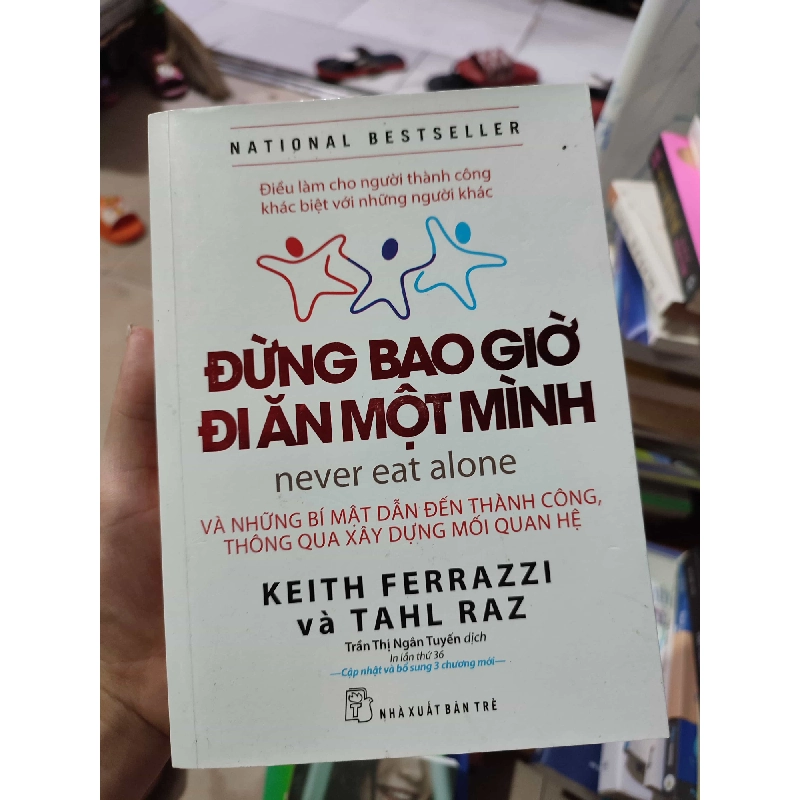 NATIONAL BESTSELLER
Điều làm cho người thành công
khác biệt với những người khác
ĐỪNG BAO GIỜ
ĐI ĂN MỘT MÌNH
never eat alone
VÀ NHỮNG BÍ MẬT DẪN ĐẾN THÀNH CÔNG,
THÔNG QUA XÂY DỰNG MỐI QUAN HỆ
KEITH FERRAZZI
và TAHL RAZ
Trần Thị Ngân Tuyến dịch
In lần thứ 36
—Cập nhật và bổ sung 3 chương mới—
T
NHÀ XUẤT BẢN TRẺ